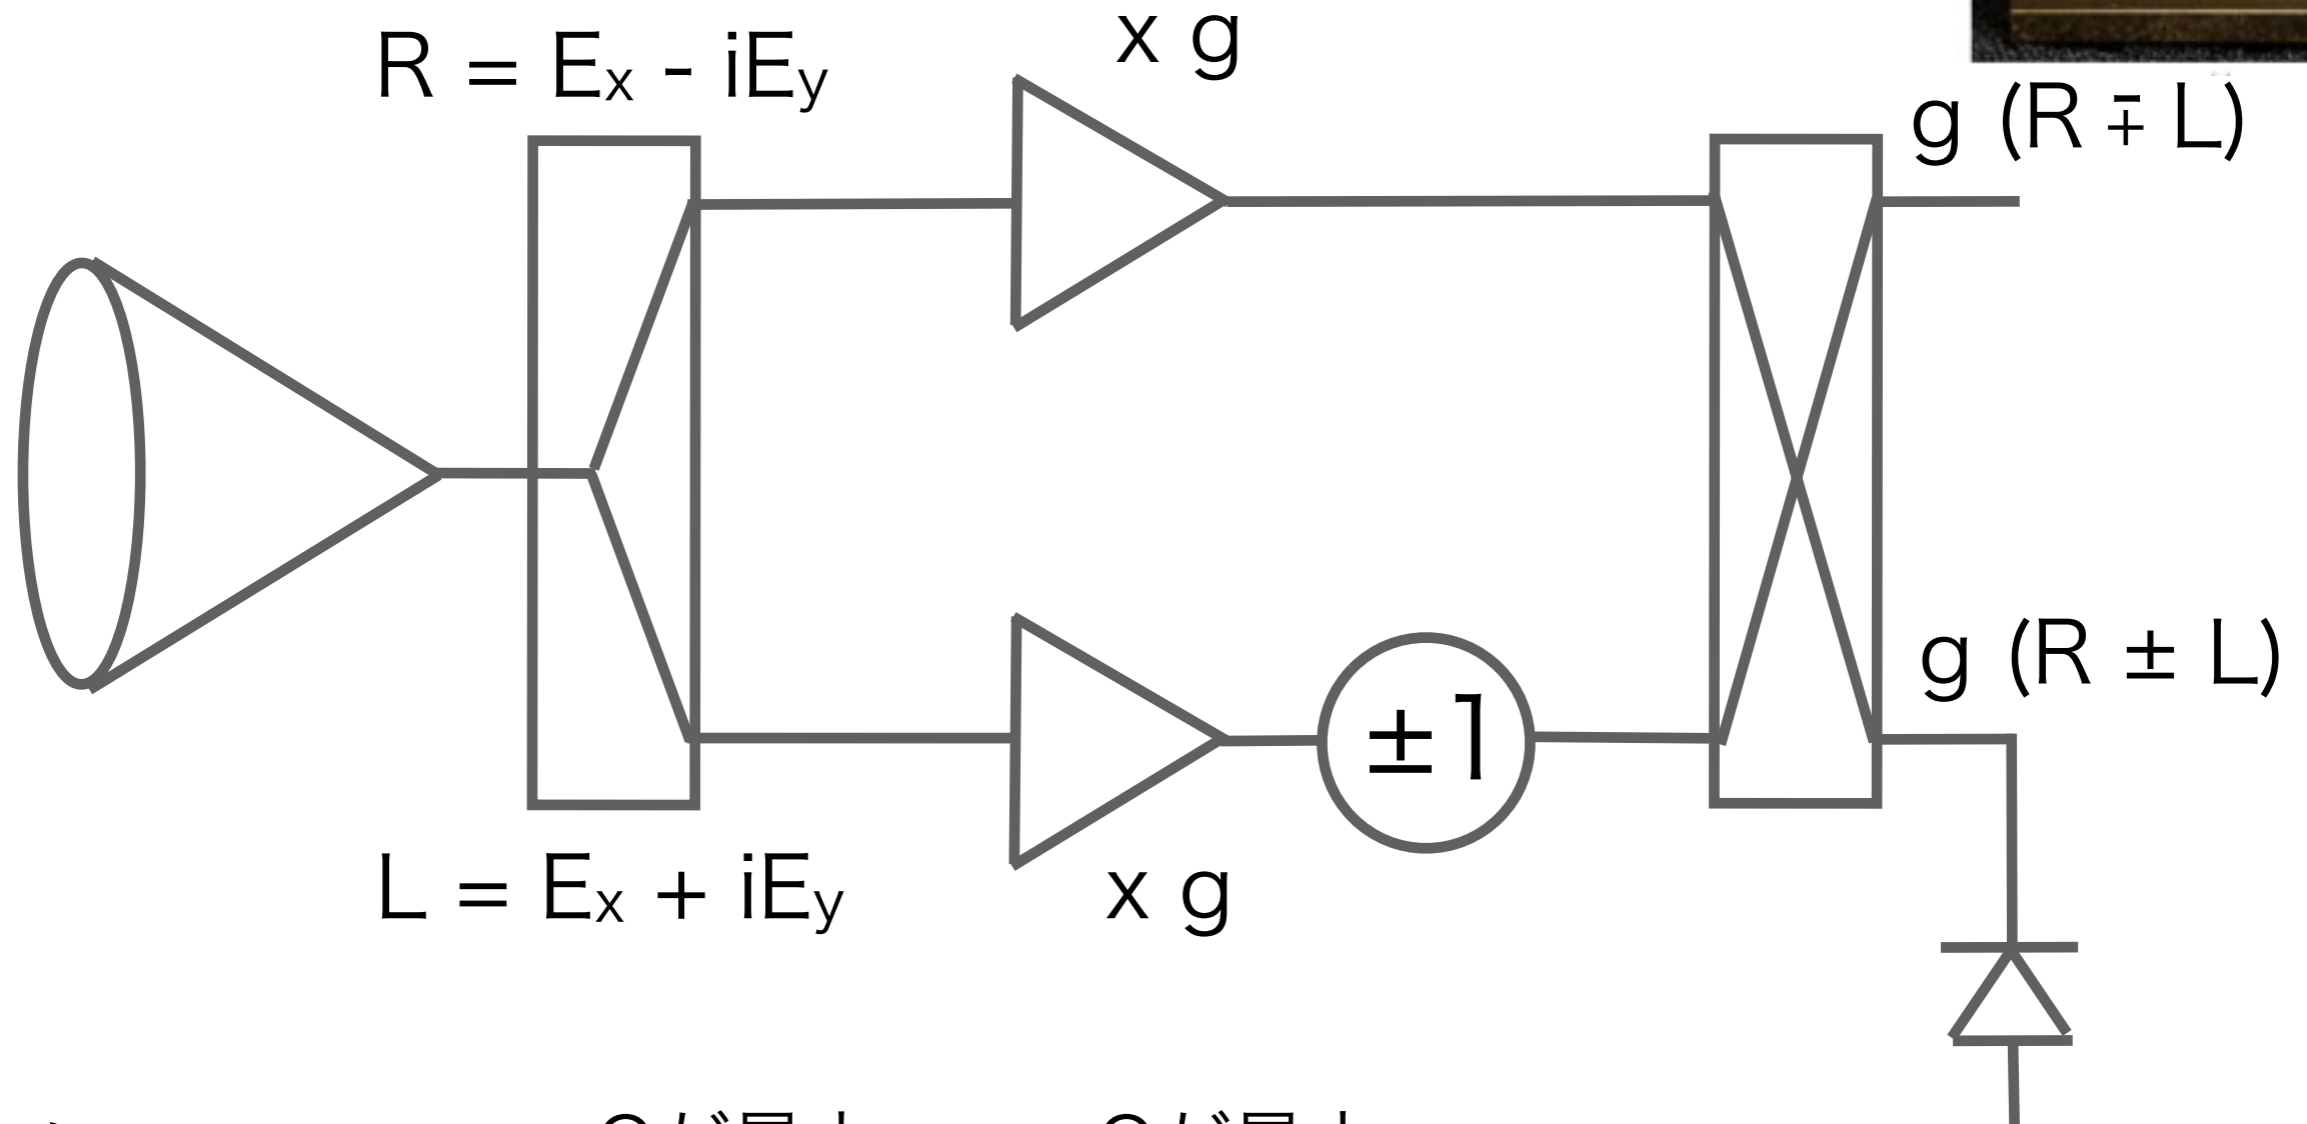 x g
R = Ex - iEy
g (R ∓ L)
g (R ± L)
±1
L = Ex + iEy
x g